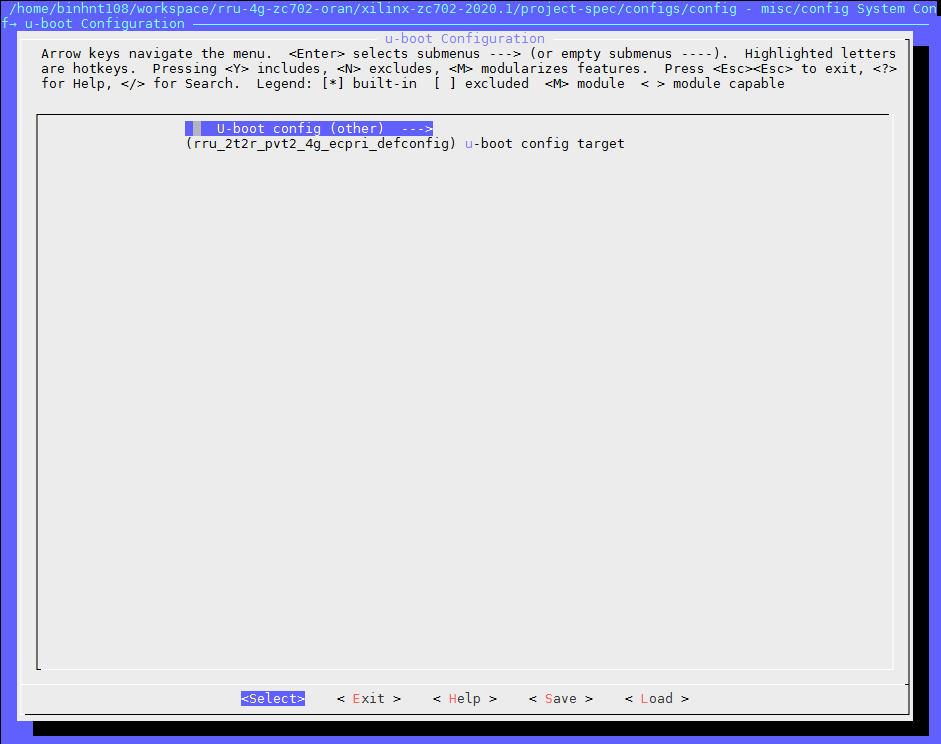 /home/binhnt108/workspace/rru-4g-zc702-oran/xilinx-zc702-2020.1/project-spec/configs/config - misc/config System Con
f→ u-boot Configuration
u-boot Configuration
Arrow keys navigate the menu.  <Enter> selects submenus ---> (or empty submenus ----).  Highlighted letters
are hotkeys.  Pressing <Y> includes, <N> excludes, <M> modularizes features.  Press <Esc><Esc> to exit, <?>
for Help, </> for Search.  Legend: [*] built-in  [ ] excluded  <M> module  < > module capable
U-boot config (other)  --->
(rru_2t2r_pvt2_4g_ecpri_defconfig) u-boot config target
<Select>    < Exit >    < Help >    < Save >    < Load >